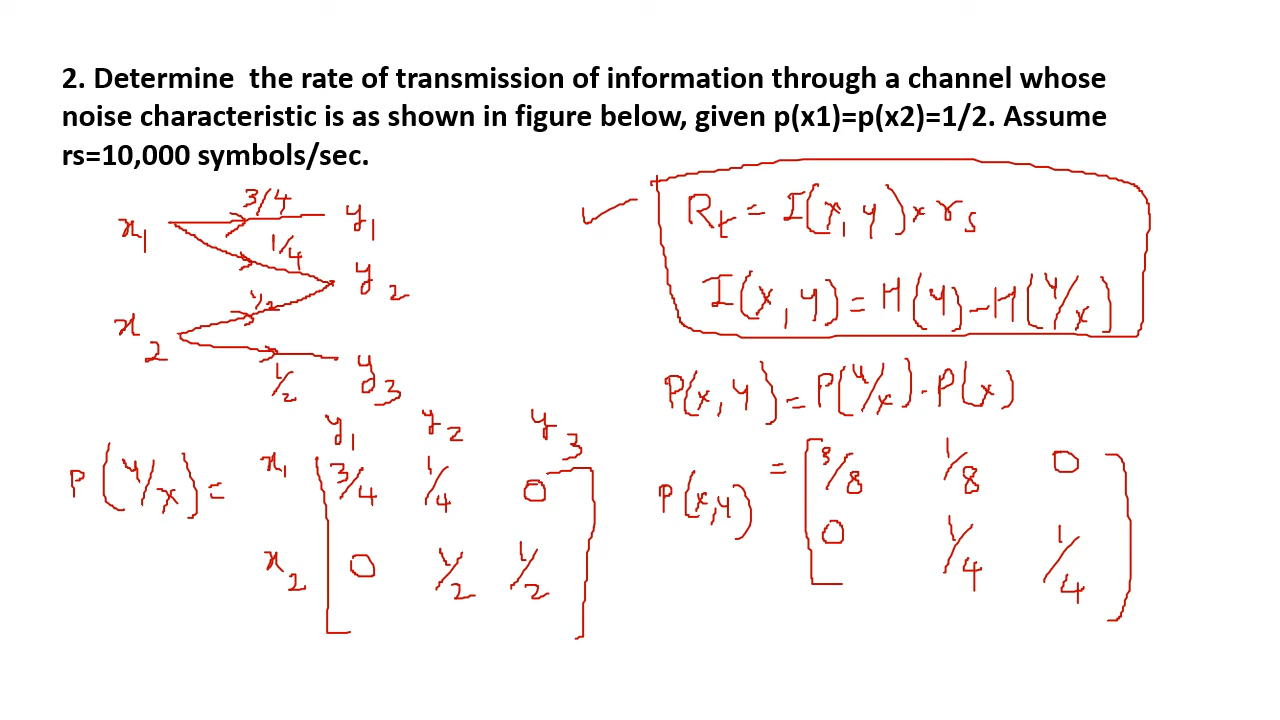 2. Determine the rate of transmission of information through a channel whose
noise characteristic is as shown in figure below, given p(x1)=p(x2)=1/2. Assume
rs=10,000 symbols/sec.
x1 3/4 y1
1/4 y2
x2 1/2
1/2 y3
Rt = I(x,y) × rs
I(x,y) = H(y) - H(y/x)
P(x,y) = P(y/x) . P(x)
y1 y2 y3
P(y/x) = x1 [ 3/4 1/4 0
x2 0 1/2 1/2 ]
P(x,y) = [ 3/8 1/8 0
0 1/4 1/4 ]